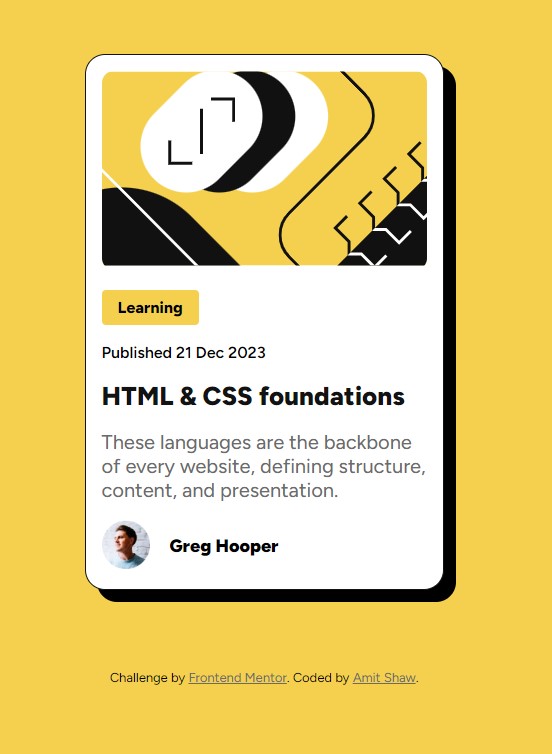 Learning
Published 21 Dec 2023
HTML & CSS foundations
These languages are the backbone
of every website, defining structure,
content, and presentation.
Greg Hooper
Challenge by Frontend Mentor. Coded by Amit Shaw.